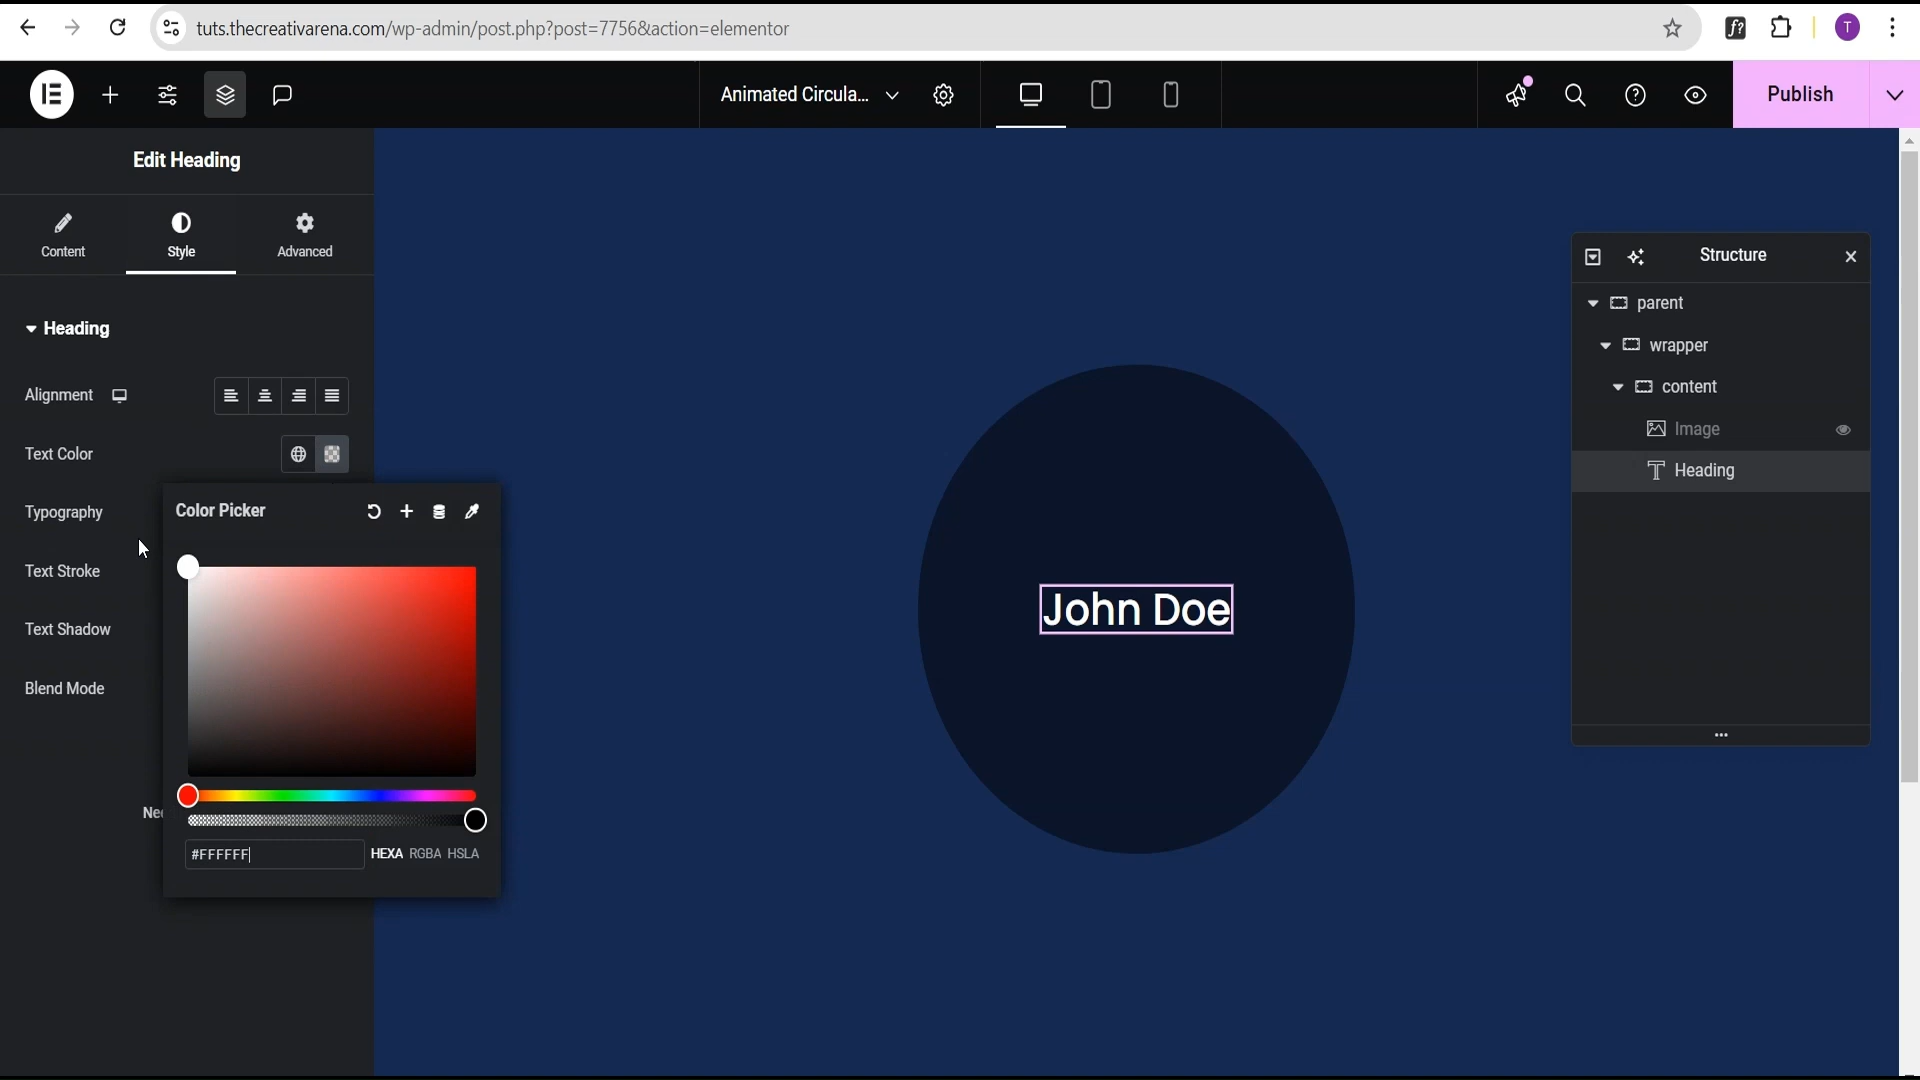 tuts.thecreativarena.com/wp-admin/post.php?post=7756&action=elementor
f?
T
Animated Circula...
Publish
Edit Heading
Content
Style
Advanced
Heading
Alignment
Text Color
Typography
Text Stroke
Text Shadow
Blend Mode
Nee
Color Picker
#FFFFFF
HEXA RGBA HSLA
John Doe
Structure
parent
wrapper
content
Image
Heading